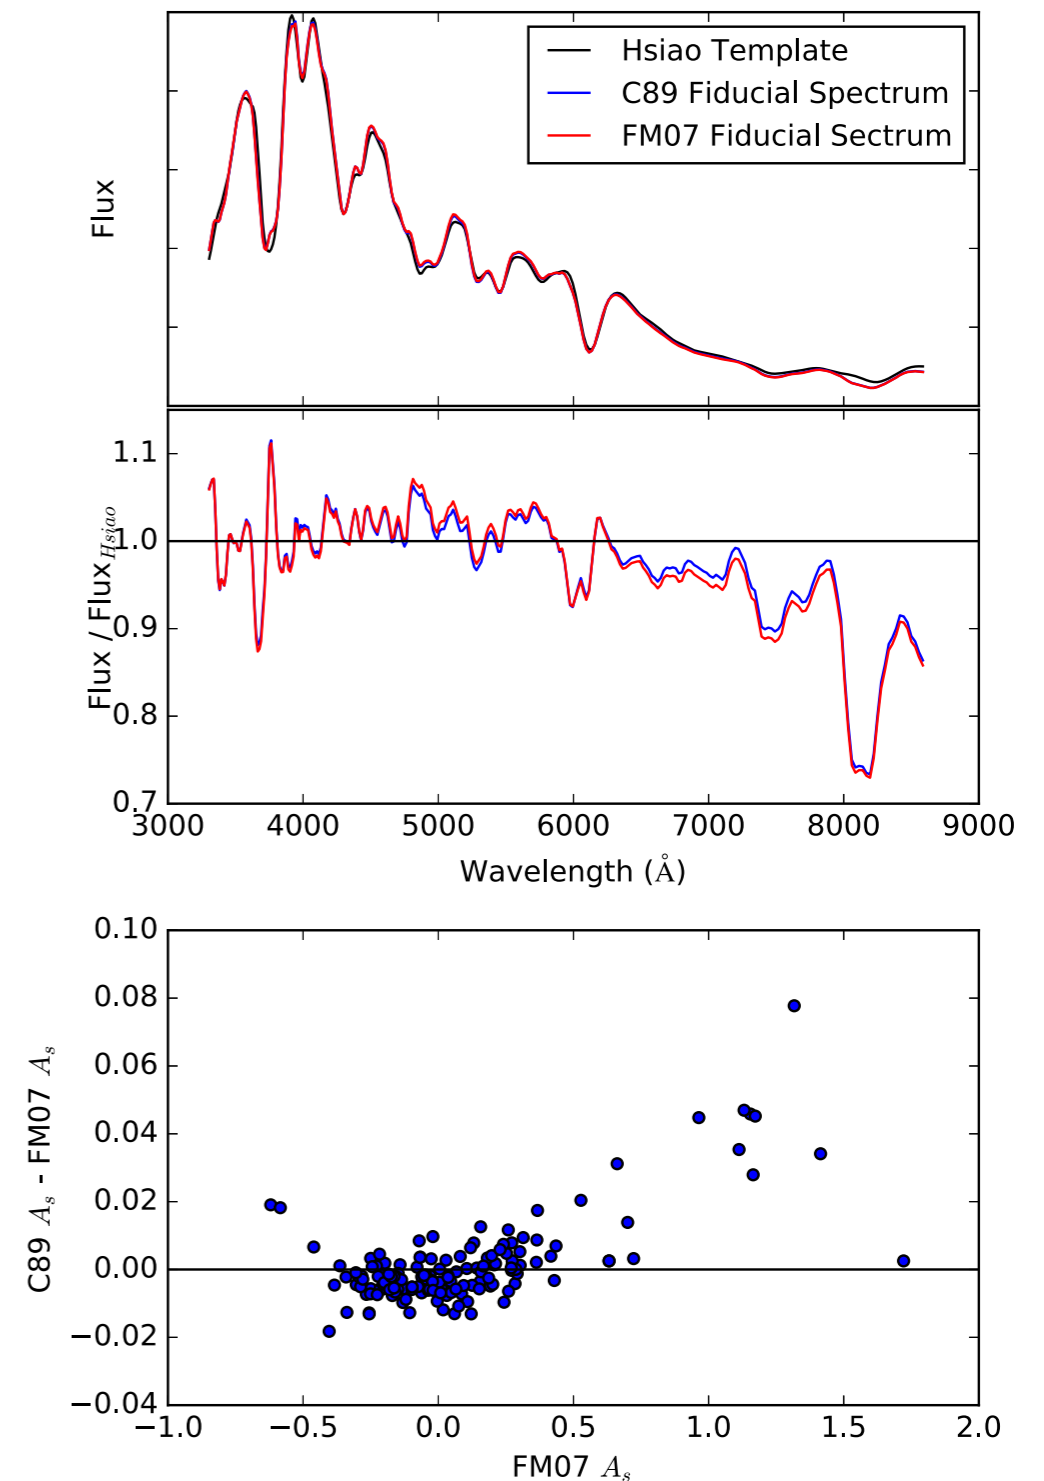 Hsiao Template
C89 Fiducial Spectrum
FM07 Fiducial Sectrum
Flux
1.1
1.0
0.9
0.8
0.7
Flux / Flux_{Hsiao}
3000 4000 5000 6000 7000 8000 9000
Wavelength (Å)
0.10
0.08
0.06
0.04
0.02
0.00
−0.02
−0.04
C89 A_s - FM07 A_s
−1.0 −0.5 0.0 0.5 1.0 1.5 2.0
FM07 A_s